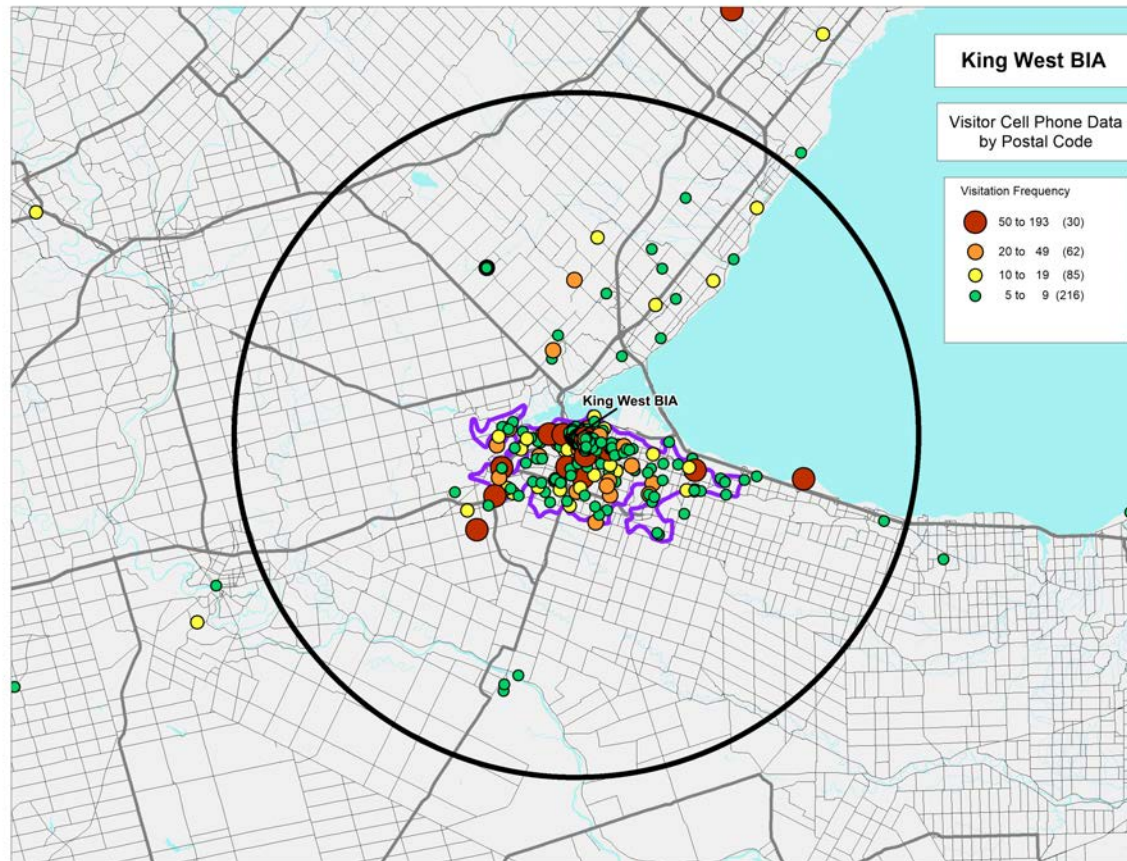 King West BIA
Visitor Cell Phone Data
by Postal Code
Visitation Frequency
50 to 193 (30)
20 to 49 (62)
10 to 19 (85)
5 to 9 (216)
King West BIA